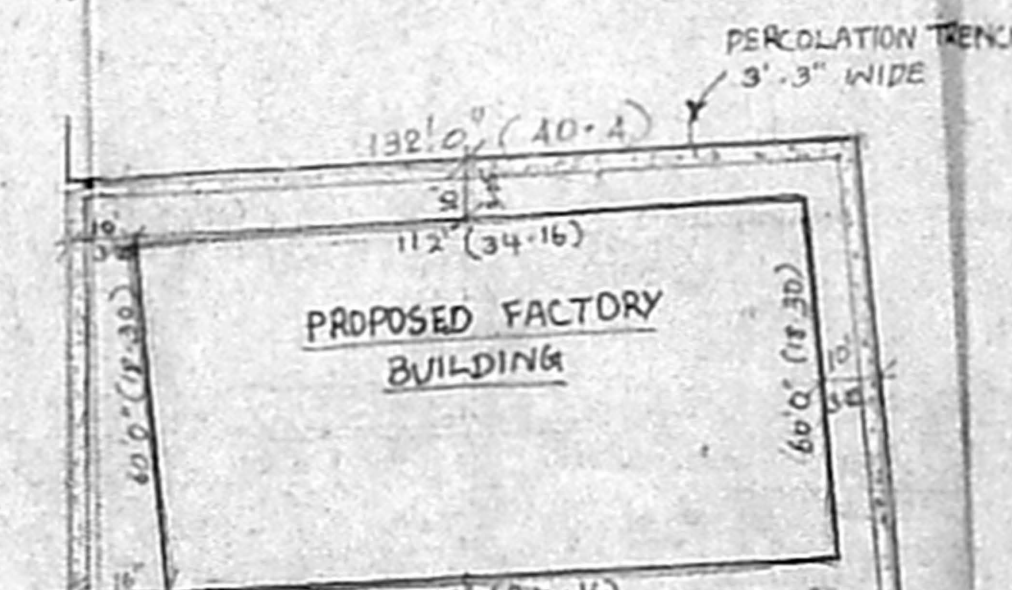 PERCOLATION
3'.3" WIDE
132'.0" (40.4)
10'
112' (34.16)
PROPOSED FACTORY
BUILDING
60'0" (18.30)
60'0" (18.30)
10'